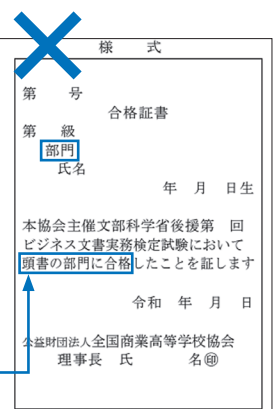 様　式
第　号
合格証書
第　級
部門
氏名
年　月　日生
本協会主催文部科学省後援第　回
ビジネス文書実務検定試験において
頭書の部門に合格したことを証します
令和　年　月　日
公益財団法人全国商業高等学校協会
理事長　氏　　　名㊞